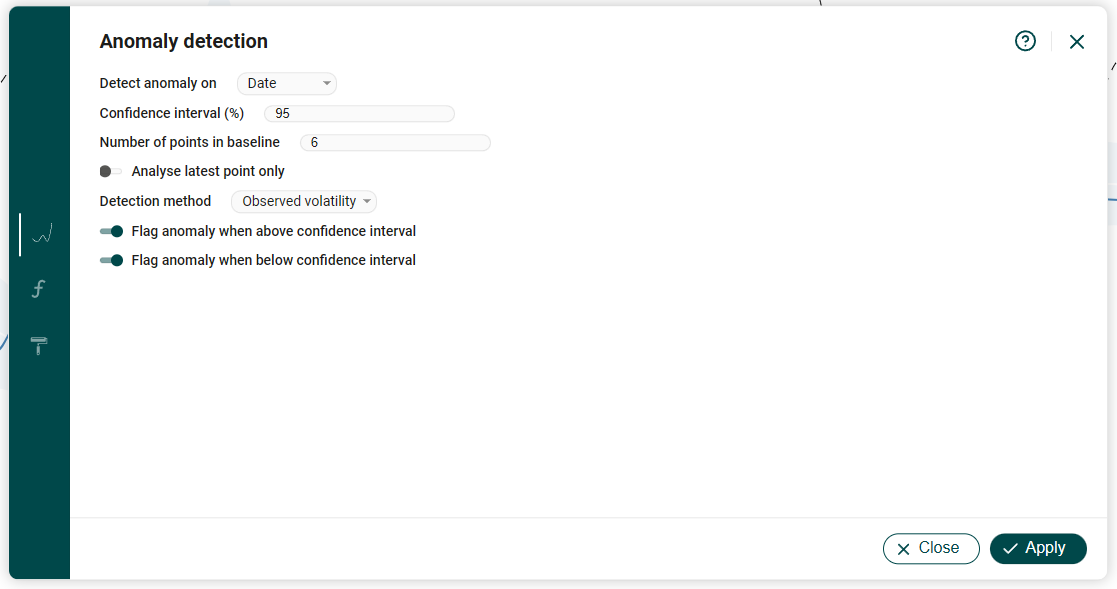 Anomaly detection
Detect anomaly on Date
Confidence interval (%) 95
Number of points in baseline 6
Analyse latest point only
Detection method Observed volatility
Flag anomaly when above confidence interval
Flag anomaly when below confidence interval
Close Apply